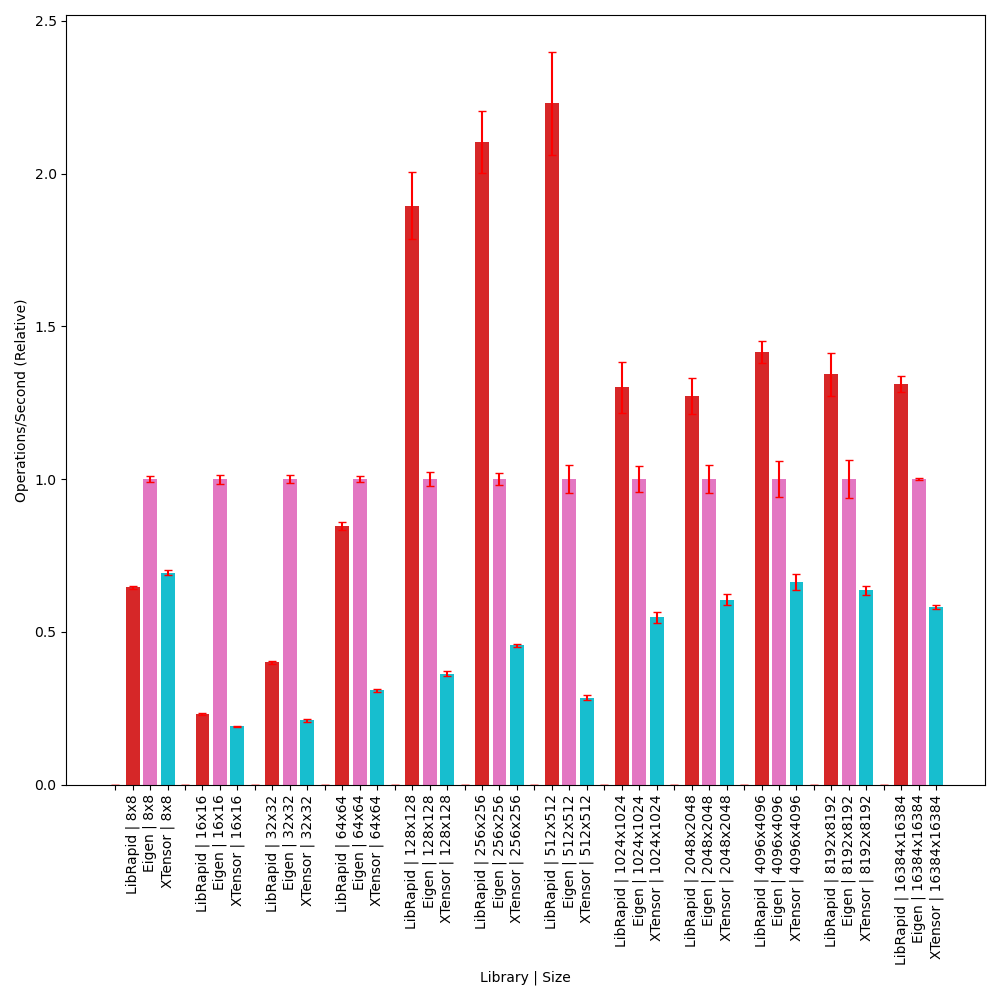 2.5
2.0
1.5
1.0
0.5
0.0
Operations/Second (Relative)
LibRapid | 8x8
Eigen | 8x8
XTensor | 8x8
LibRapid | 16x16
Eigen | 16x16
XTensor | 16x16
LibRapid | 32x32
Eigen | 32x32
XTensor | 32x32
LibRapid | 64x64
Eigen | 64x64
XTensor | 64x64
LibRapid | 128x128
Eigen | 128x128
XTensor | 128x128
LibRapid | 256x256
Eigen | 256x256
XTensor | 256x256
LibRapid | 512x512
Eigen | 512x512
XTensor | 512x512
LibRapid | 1024x1024
Eigen | 1024x1024
XTensor | 1024x1024
LibRapid | 2048x2048
Eigen | 2048x2048
XTensor | 2048x2048
LibRapid | 4096x4096
Eigen | 4096x4096
XTensor | 4096x4096
LibRapid | 8192x8192
Eigen | 8192x8192
XTensor | 8192x8192
LibRapid | 16384x16384
Eigen | 16384x16384
XTensor | 16384x16384
Library | Size